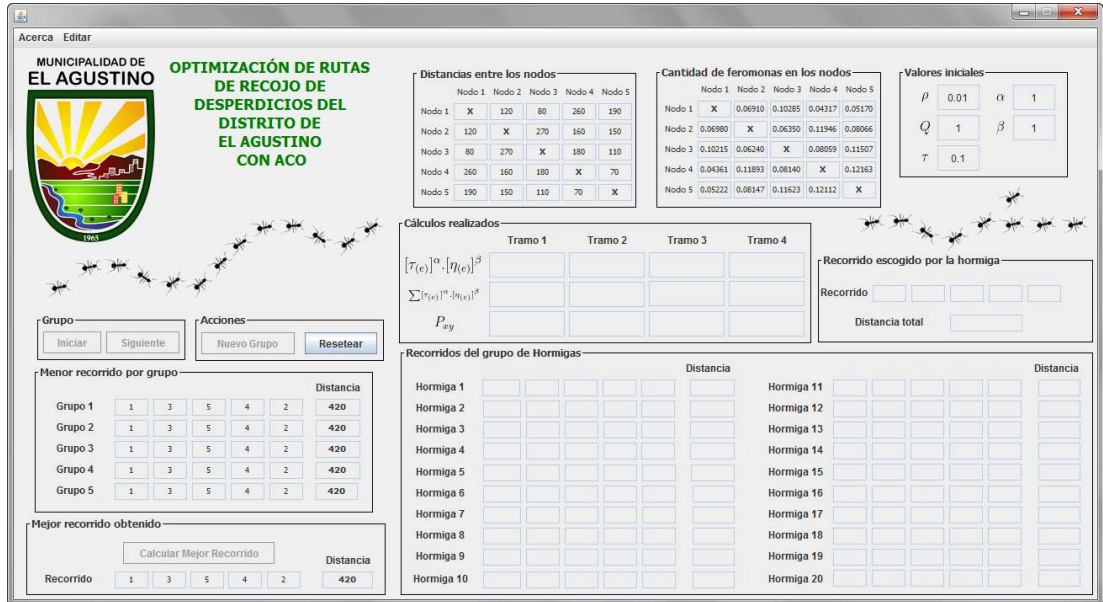 Acerca Editar
MUNICIPALIDAD DE
EL AGUSTINO
1965
OPTIMIZACIÓN DE RUTAS
DE RECOJO DE
DESPERDICIOS DEL
DISTRITO DE
EL AGUSTINO
CON ACO
Distancias entre los nodos
Nodo 1 Nodo 2 Nodo 3 Nodo 4 Nodo 5
Nodo 1 X 120 80 260 190
Nodo 2 120 X 270 160 150
Nodo 3 80 270 X 180 110
Nodo 4 260 160 180 X 70
Nodo 5 190 150 110 70 X
Cantidad de feromonas en los nodos
Nodo 1 Nodo 2 Nodo 3 Nodo 4 Nodo 5
Nodo 1 X 0.06910 0.10285 0.04317 0.05170
Nodo 2 0.06980 X 0.06350 0.11946 0.08066
Nodo 3 0.10215 0.06240 X 0.08059 0.11507
Nodo 4 0.04361 0.11893 0.08140 X 0.12163
Nodo 5 0.05222 0.08147 0.11623 0.12112 X
Valores iniciales
ρ 0.01 α 1
Q 1 β 1
τ 0.1
Cálculos realizados
Tramo 1 Tramo 2 Tramo 3 Tramo 4
[τ(e)]^α.[η(e)]^β
∑[τ(e)]^α.[η(e)]^β
P_xy
Recorrido escogido por la hormiga
Recorrido
Distancia total
Grupo
Iniciar Siguiente
Acciones
Nuevo Grupo Resetear
Menor recorrido por grupo
Distancia
Grupo 1 1 3 5 4 2 420
Grupo 2 1 3 5 4 2 420
Grupo 3 1 3 5 4 2 420
Grupo 4 1 3 5 4 2 420
Grupo 5 1 3 5 4 2 420
Mejor recorrido obtenido
Calcular Mejor Recorrido
Distancia
Recorrido 1 3 5 4 2 420
Recorridos del grupo de Hormigas
Distancia Distancia
Hormiga 1 Hormiga 11
Hormiga 2 Hormiga 12
Hormiga 3 Hormiga 13
Hormiga 4 Hormiga 14
Hormiga 5 Hormiga 15
Hormiga 6 Hormiga 16
Hormiga 7 Hormiga 17
Hormiga 8 Hormiga 18
Hormiga 9 Hormiga 19
Hormiga 10 Hormiga 20